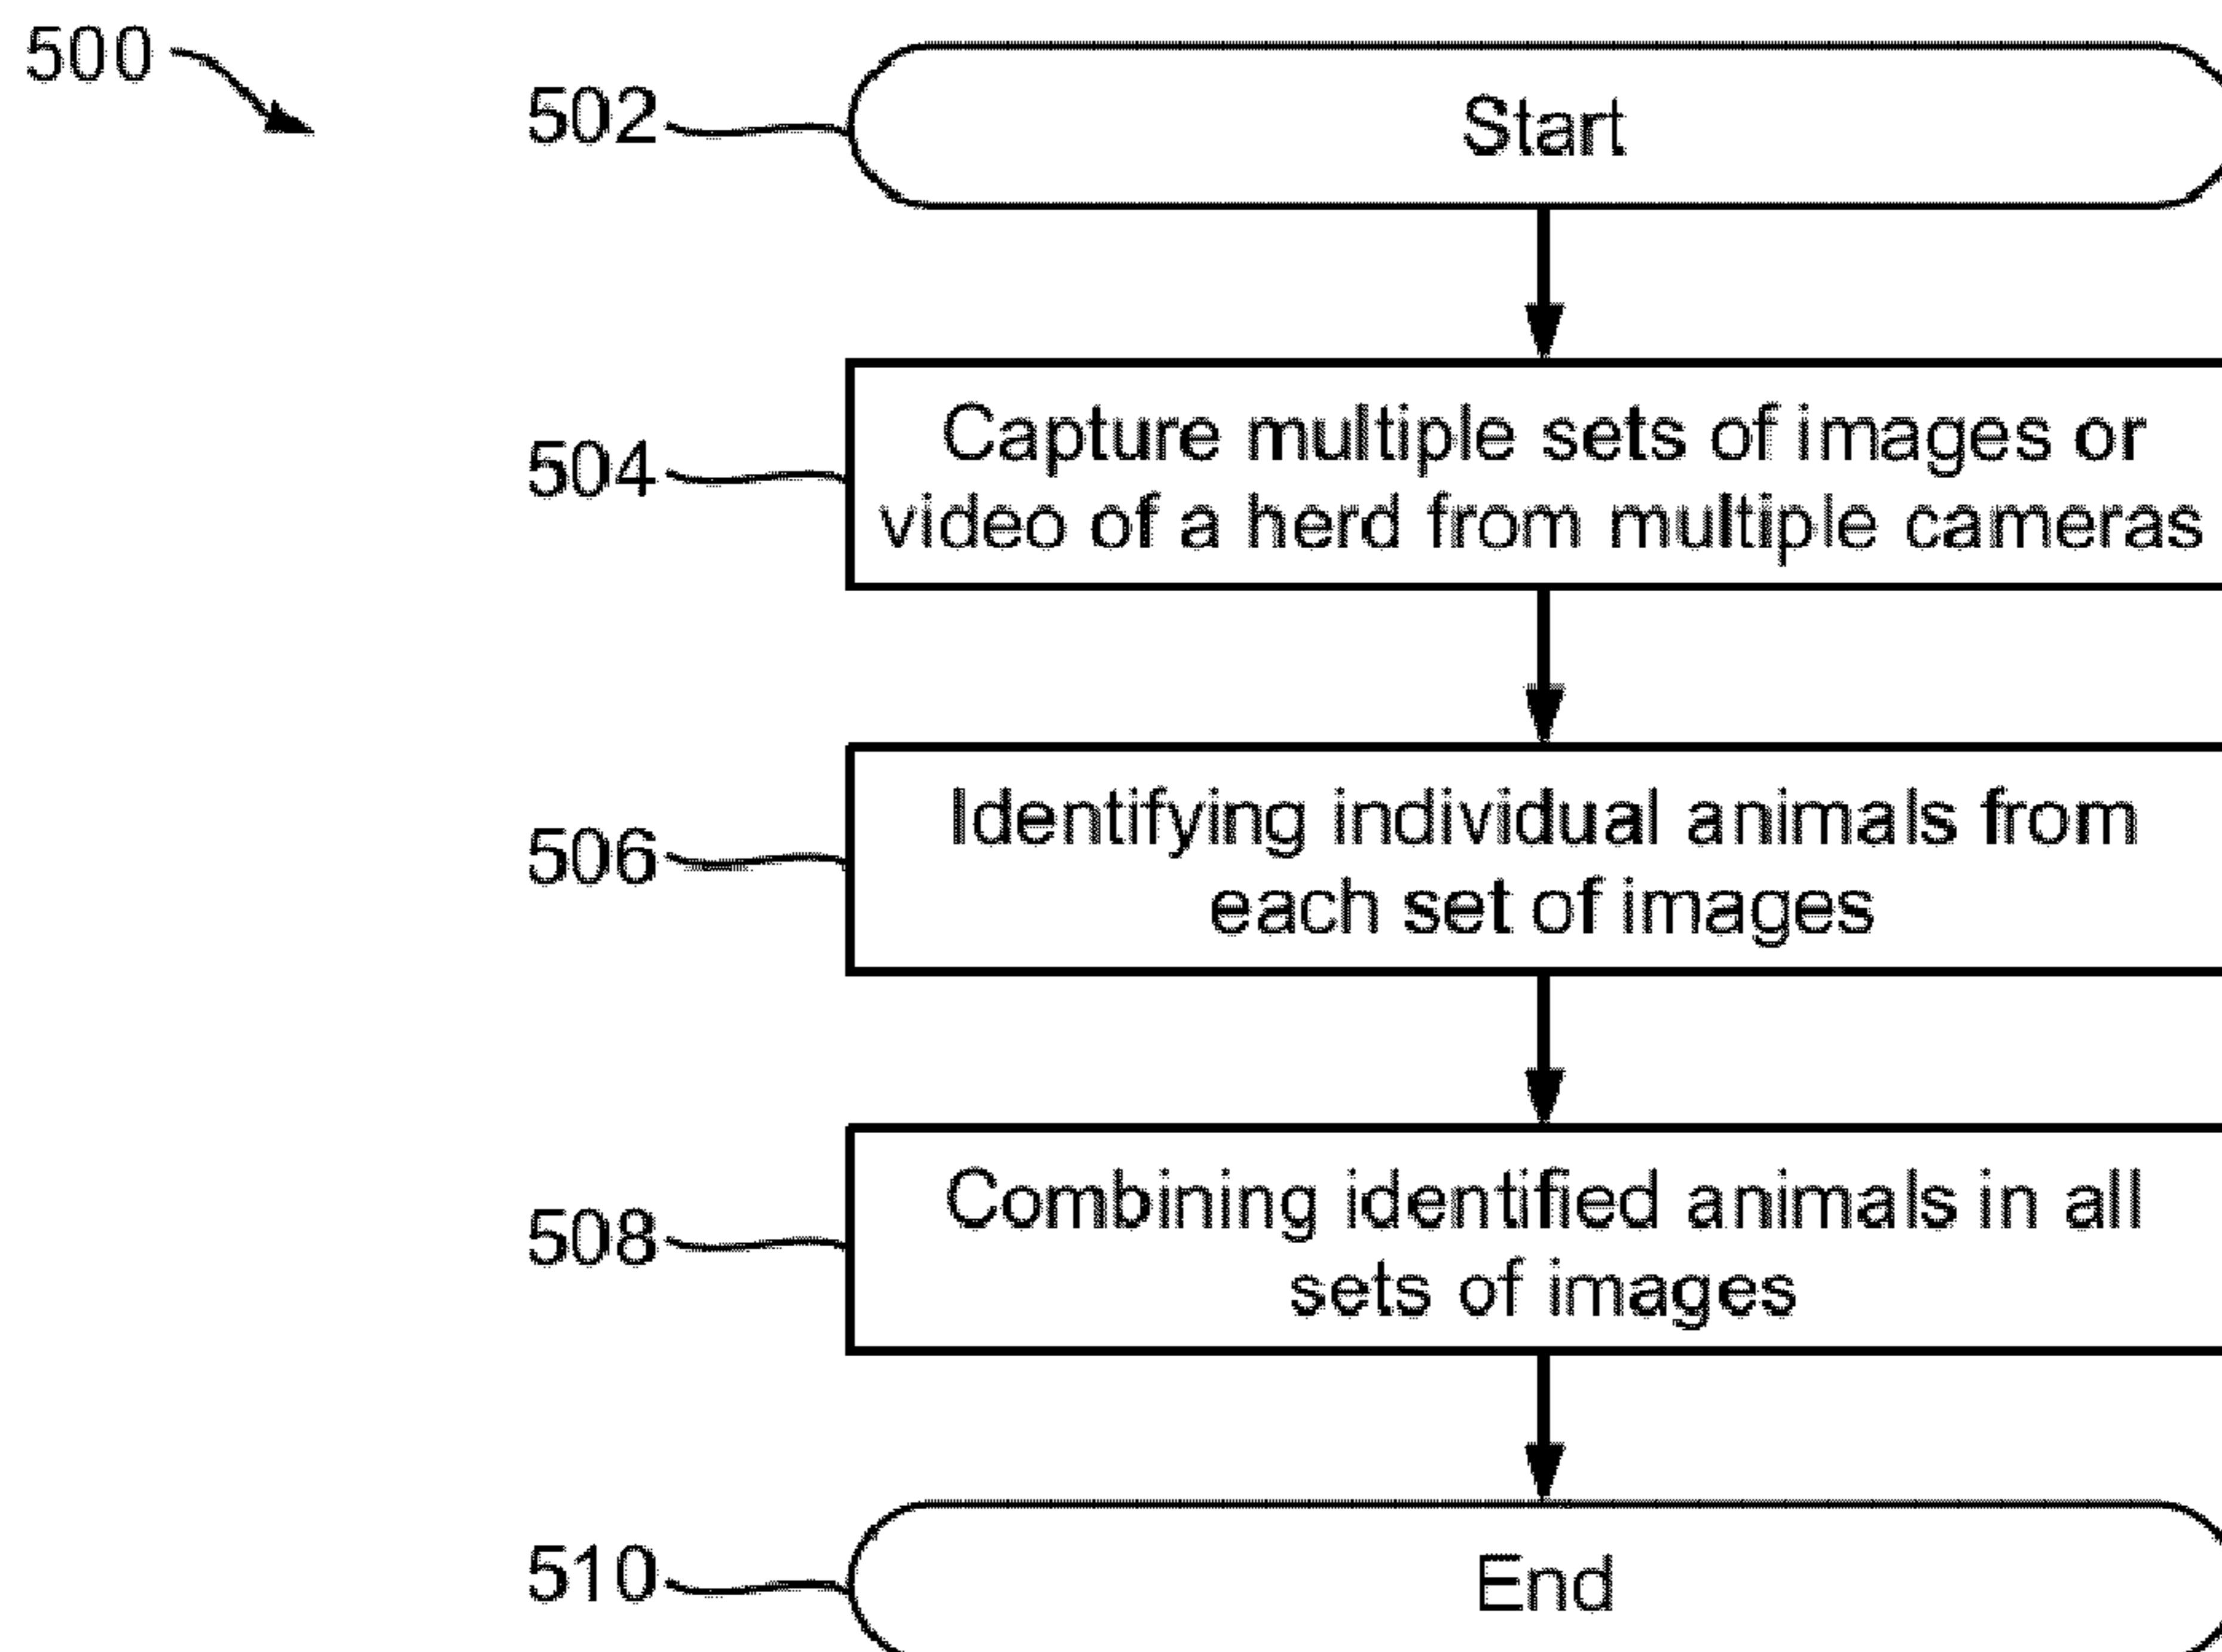 500
502
Start
504
Capture multiple sets of images or
video of a herd from multiple cameras
506
Identifying individual animals from
each set of images
508
Combining identified animals in all
sets of images
510
End